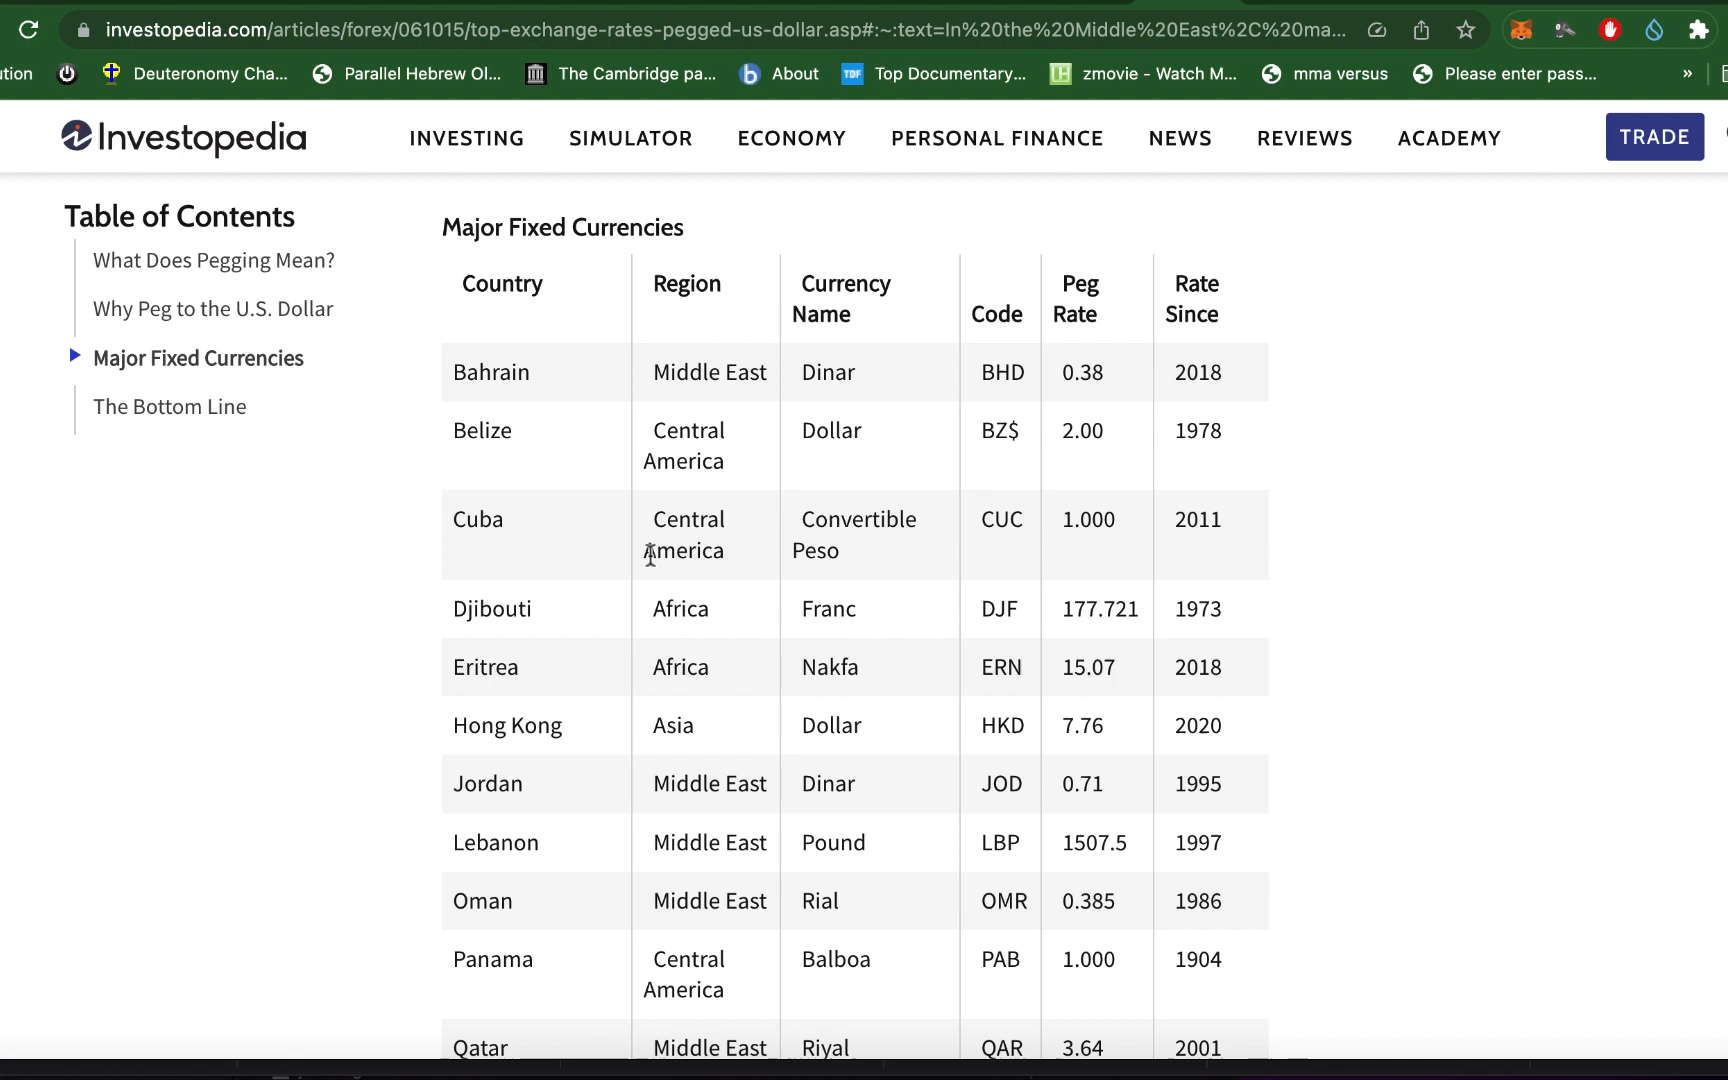 investopedia.com/articles/forex/061015/top-exchange-rates-pegged-us-dollar.asp#:~:text=In%20the%20Middle%20East%2C%20ma...
tion Deuteronomy Cha... Parallel Hebrew Ol... The Cambridge pa... b About TDF Top Documentary... LH zmovie - Watch M... mma versus Please enter pass... »
Investopedia INVESTING SIMULATOR ECONOMY PERSONAL FINANCE NEWS REVIEWS ACADEMY TRADE
Table of Contents
What Does Pegging Mean?
Why Peg to the U.S. Dollar
Major Fixed Currencies
The Bottom Line
Major Fixed Currencies
Country Region Currency Name Code Peg Rate Rate Since
Bahrain Middle East Dinar BHD 0.38 2018
Belize Central America Dollar BZ$ 2.00 1978
Cuba Central America Convertible Peso CUC 1.000 2011
Djibouti Africa Franc DJF 177.721 1973
Eritrea Africa Nakfa ERN 15.07 2018
Hong Kong Asia Dollar HKD 7.76 2020
Jordan Middle East Dinar JOD 0.71 1995
Lebanon Middle East Pound LBP 1507.5 1997
Oman Middle East Rial OMR 0.385 1986
Panama Central America Balboa PAB 1.000 1904
Qatar Middle East Riyal QAR 3.64 2001